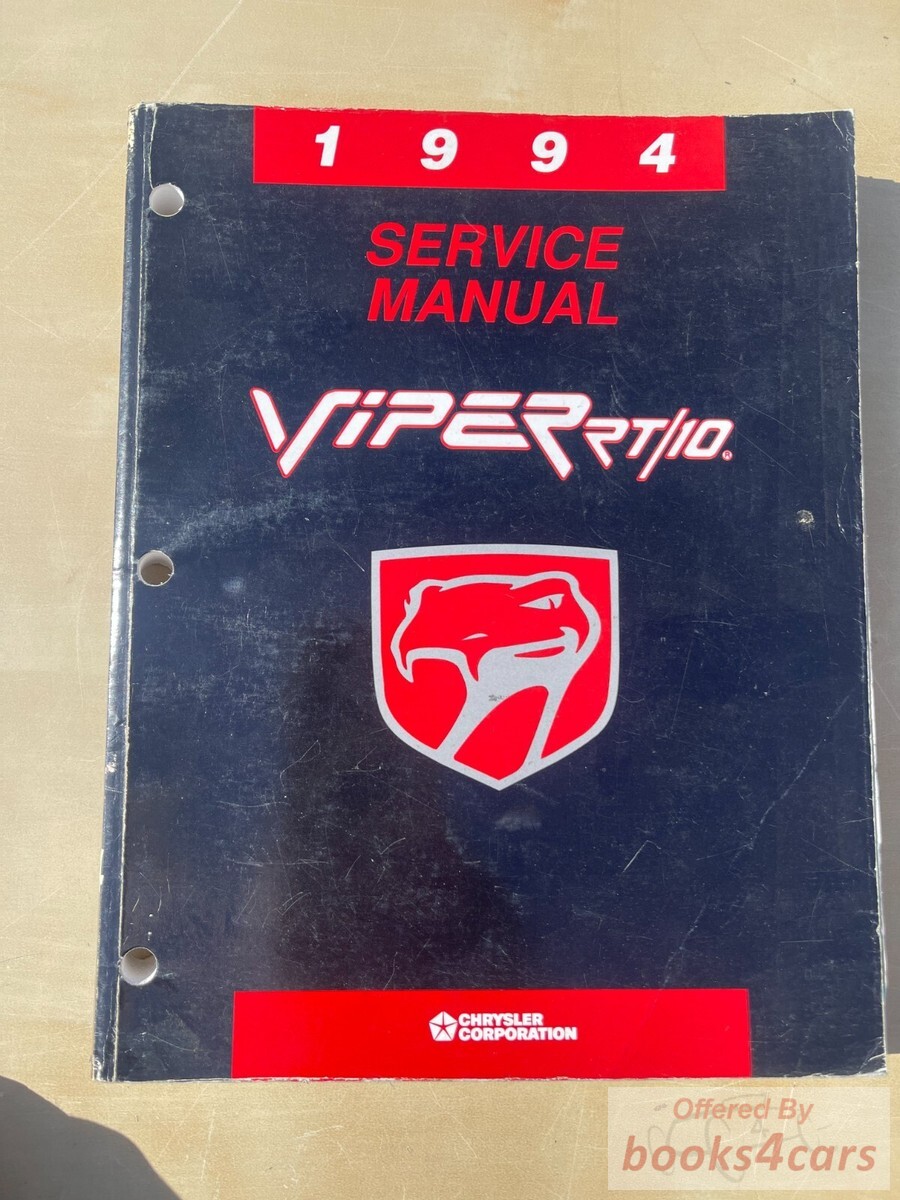 1 9 9 4
SERVICE
MANUAL
ViPER RT/10®
CHRYSLER
CORPORATION
Offered By
books4cars